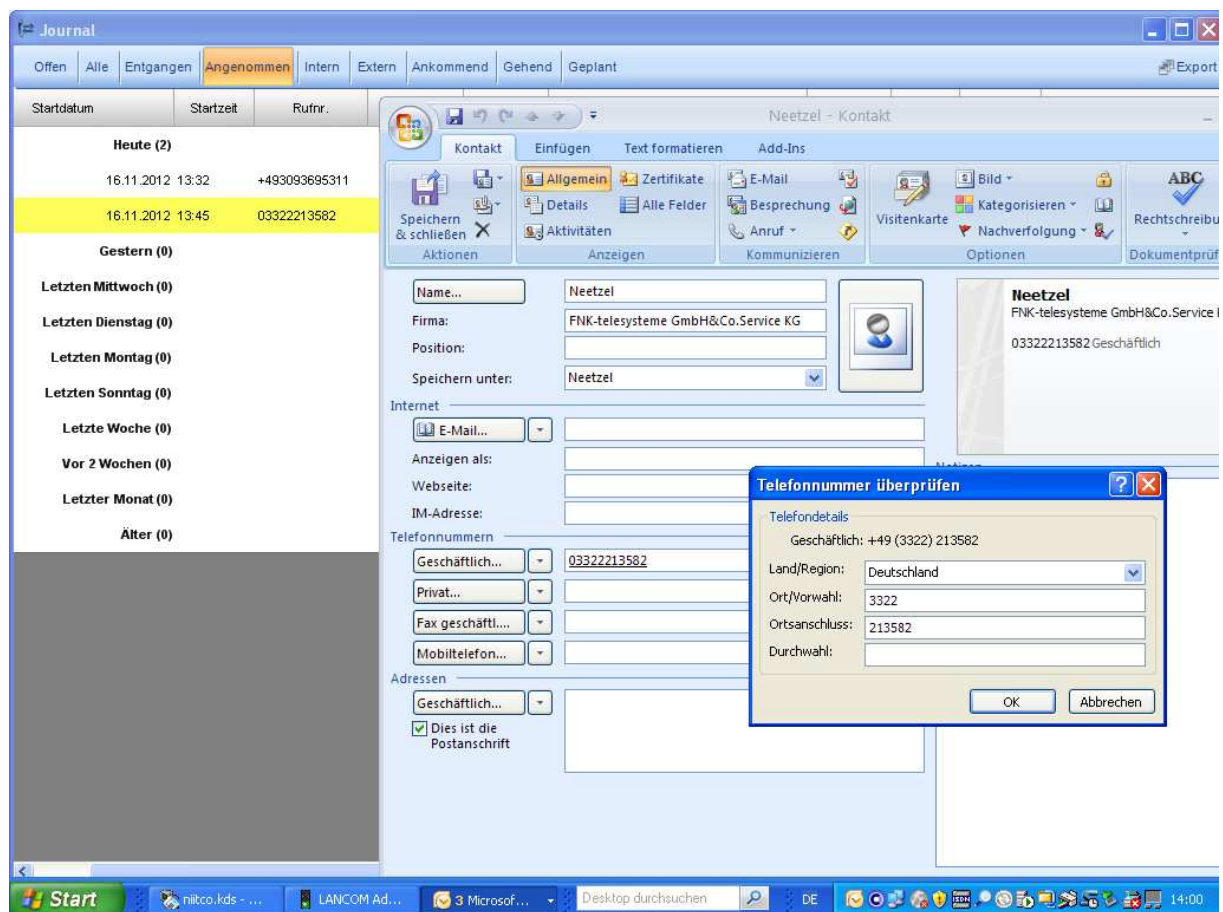 Journal
Offen Alle Entgangen Angenommen Intern Extern Ankommend Gehend Geplant Export
Startdatum Startzeit Rufnr.
Heute (2)
16.11.2012 13:32 +493093695311
16.11.2012 13:45 03322213582
Gestern (0)
Letzten Mittwoch (0)
Letzten Dienstag (0)
Letzten Montag (0)
Letzten Sonntag (0)
Letzte Woche (0)
Vor 2 Wochen (0)
Letzter Monat (0)
Älter (0)
Neetzel - Kontakt
Kontakt Einfügen Text formatieren Add-Ins
Speichern
& schließen
Aktionen
Allgemein Zertifikate
Details Alle Felder
Aktivitäten
Anzeigen
E-Mail
Besprechung
Anruf
Kommunizieren
Visitenkarte
Bild
Kategorisieren
Nachverfolgung
Optionen
ABC
Rechtschreibu
Dokumentprüf
Name... Neetzel
Firma: FNK-telesysteme GmbH&Co.Service KG
Position:
Speichern unter: Neetzel
Neetzel
FNK-telesysteme GmbH&Co.Service
03322213582 Geschäftlich
Internet
E-Mail...
Anzeigen als:
Webseite:
IM-Adresse:
Notizen
Telefonnummern
Geschäftlich... 03322213582
Privat...
Fax geschäftl....
Mobiltelefon...
Adressen
Geschäftlich...
Dies ist die
Postanschrift
Telefonnummer überprüfen
Telefondetails
Geschäftlich: +49 (3322) 213582
Land/Region: Deutschland
Ort/Vorwahl: 3322
Ortsanschluss: 213582
Durchwahl:
OK Abbrechen
Start niitco.kds - ... LANCOM Ad... 3 Microsof... Desktop durchsuchen DE ISDN 14:00